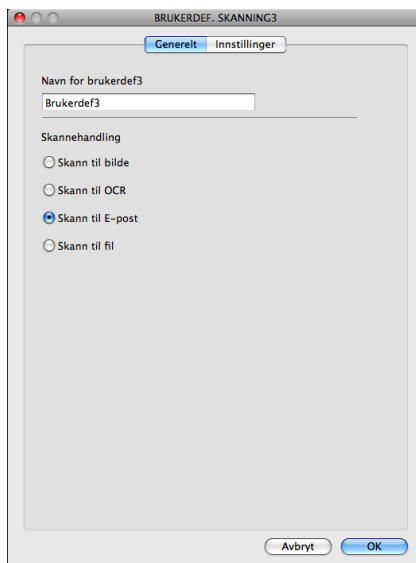 BRUKERDEF. SKANNING3
Generelt Innstillinger
Navn for brukerdef3
Brukerdef3
Skannehandling
Skann til bilde
Skann til OCR
Skann til E-post
Skann til fil
Avbryt OK